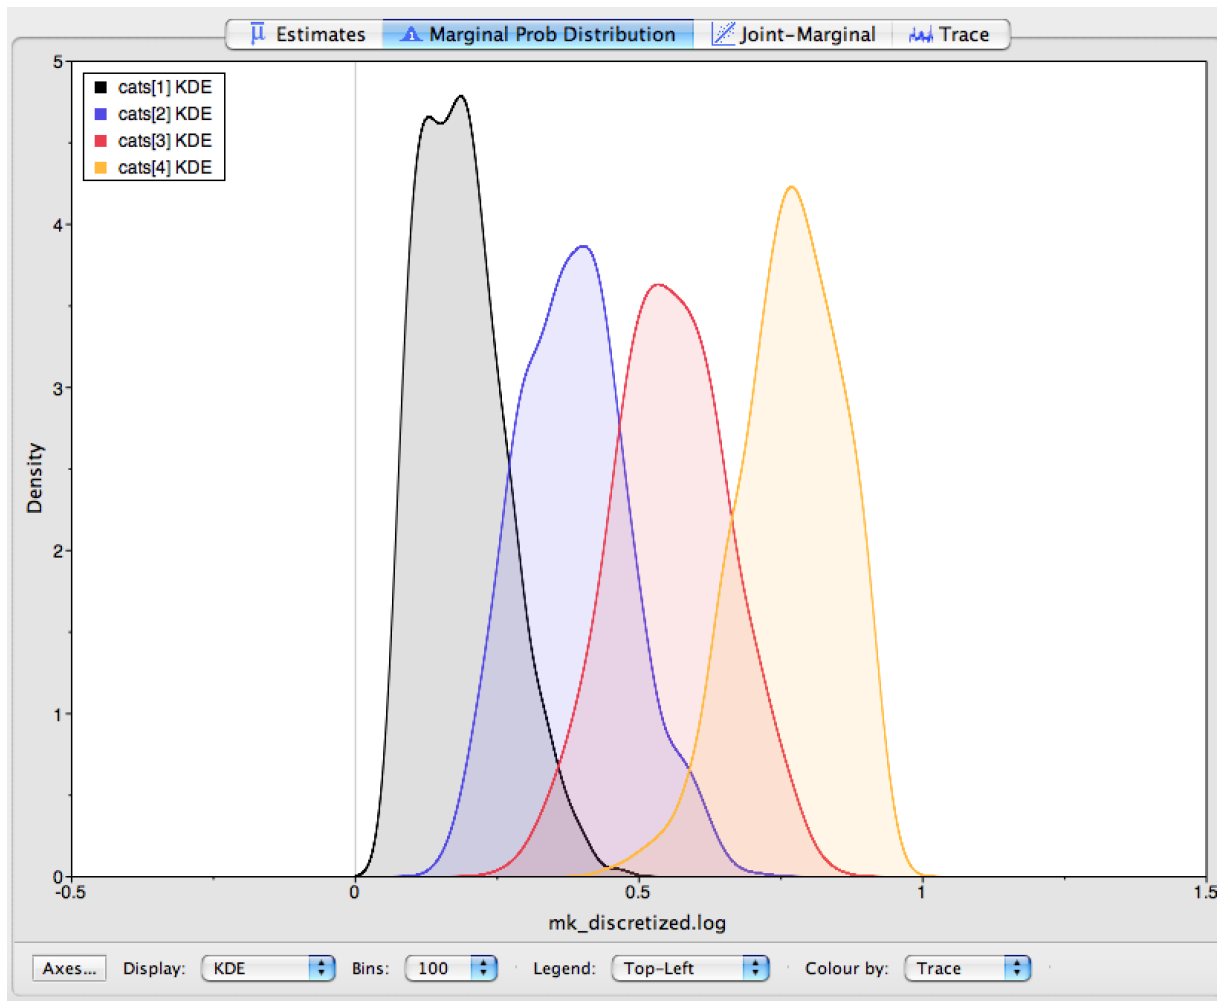 Estimates Marginal Prob Distribution Joint-Marginal Trace
5
cats[1] KDE
cats[2] KDE
cats[3] KDE
cats[4] KDE
4
3
Density
2
1
0
-0.5 0 0.5 1 1.5
mk_discretized.log
Axes... Display: KDE Bins: 100 Legend: Top-Left Colour by: Trace